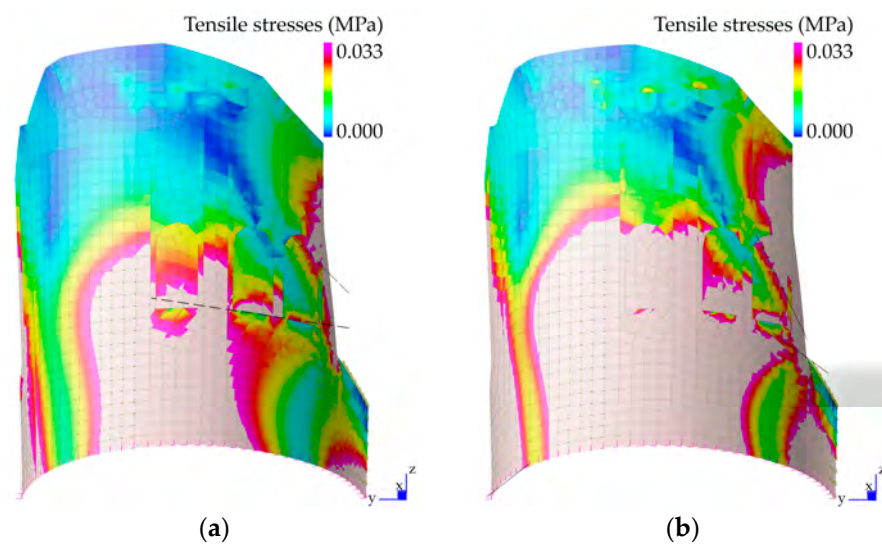 Tensile stresses (MPa)
0.033
0.000
z
x
y
(a)
Tensile stresses (MPa)
0.033
0.000
z
x
y
(b)